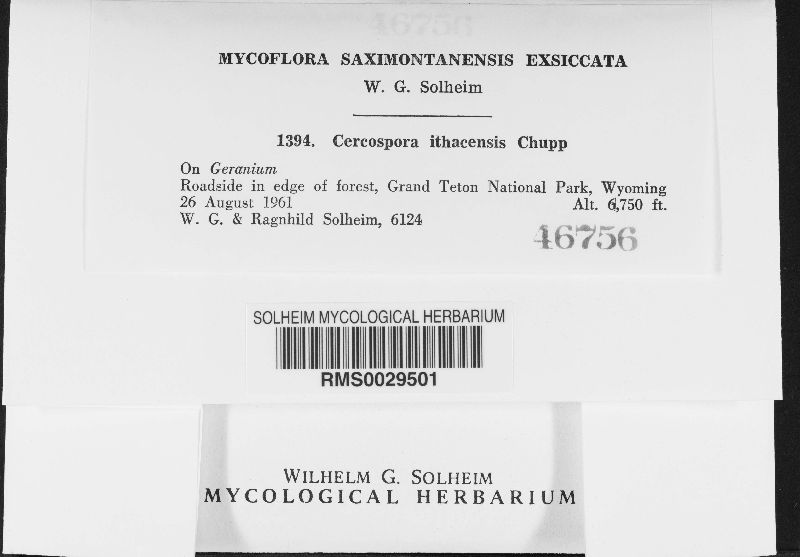 MYCOFLORA SAXIMONTANENSIS EXSICCATA
W. G. Solheim
1394. Cercospora ithacensis Chupp
On Geranium
Roadside in edge of forest, Grand Teton National Park, Wyoming
26 August 1961 Alt. 6,750 ft.
W. G. & Ragnhild Solheim, 6124
46756
SOLHEIM MYCOLOGICAL HERBARIUM
RMS0029501
WILHELM G. SOLHEIM
MYCOLOGICAL HERBARIUM